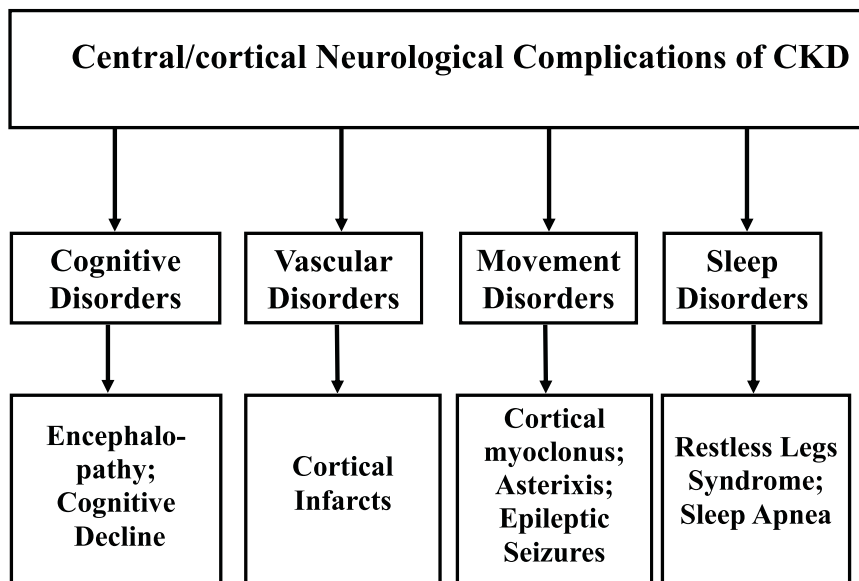 Central/cortical Neurological Complications of CKD
Cognitive
Disorders
Vascular
Disorders
Movement
Disorders
Sleep
Disorders
Encephalo-
pathy;
Cognitive
Decline
Cortical
Infarcts
Cortical
myoclonus;
Asterixis;
Epileptic
Seizures
Restless Legs
Syndrome;
Sleep Apnea